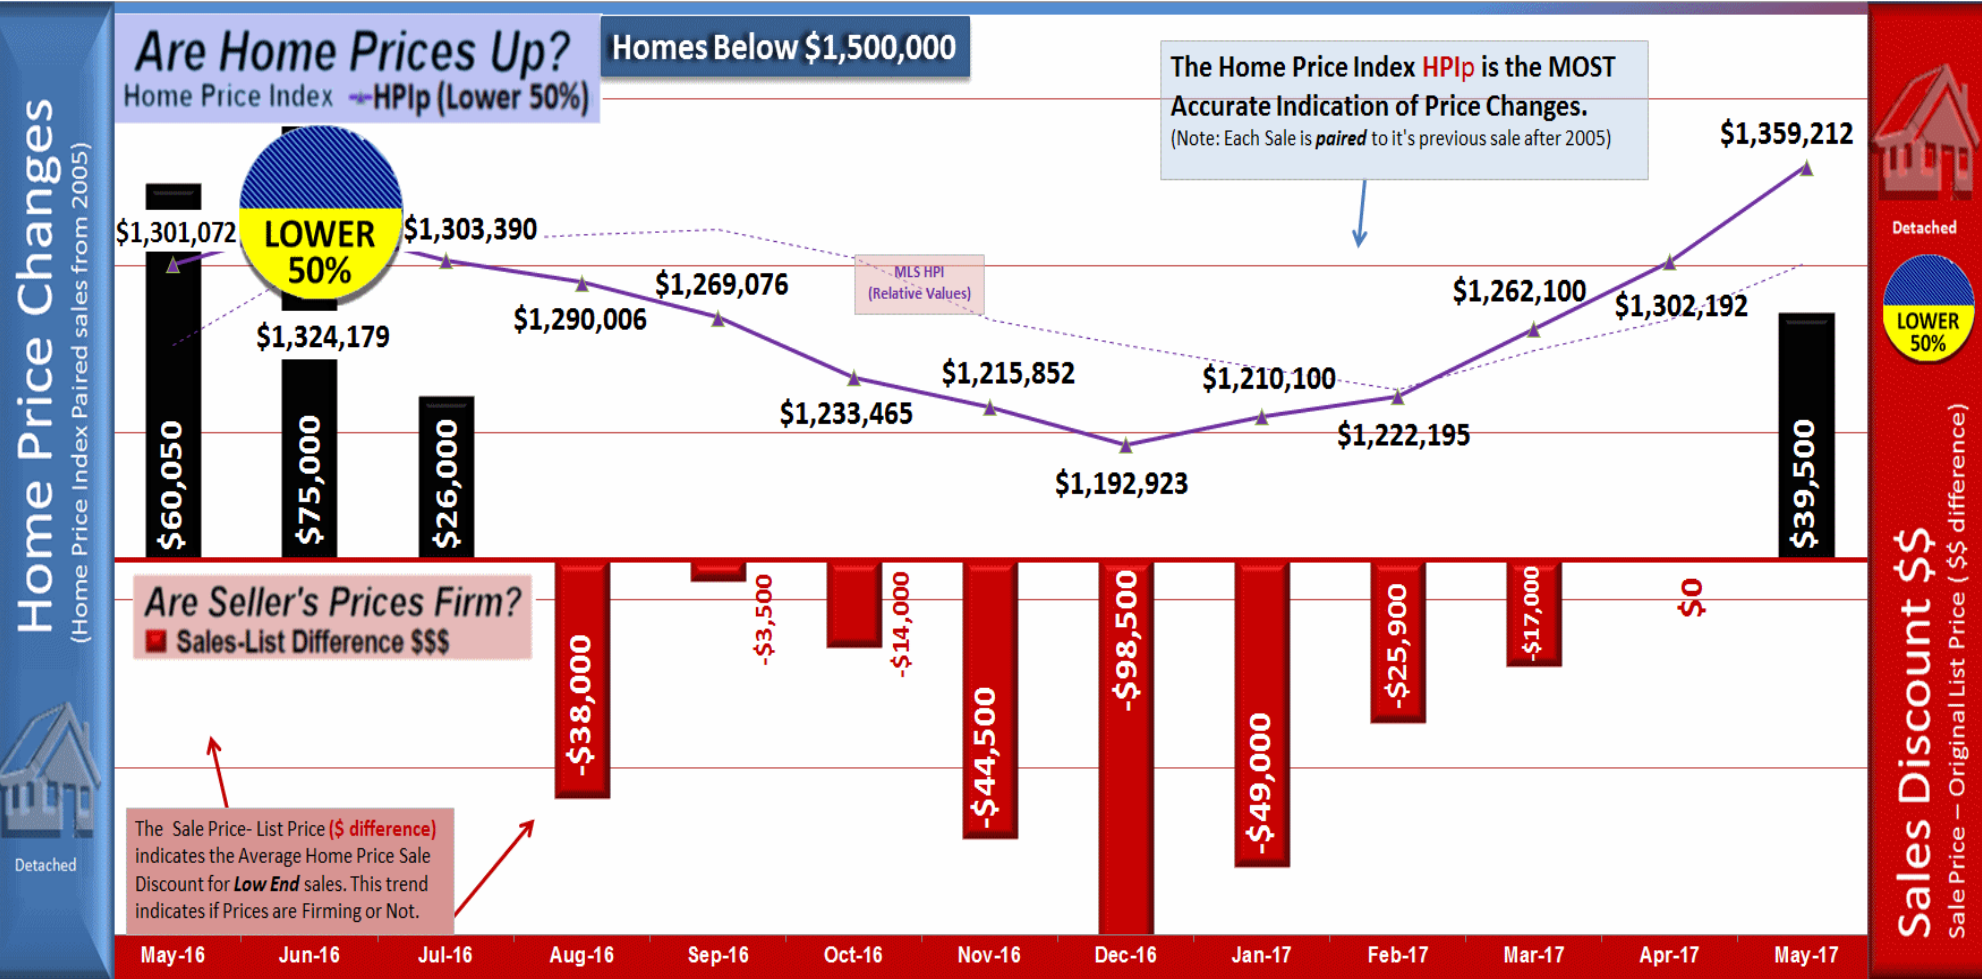 Home Price Changes
(Home Price Index Paired sales from 2005)
Detached
Are Home Prices Up?
Home Price Index HPIp (Lower 50%)
Homes Below $1,500,000
The Home Price Index HPIp is the MOST
Accurate Indication of Price Changes.
(Note: Each Sale is paired to it's previous sale after 2005)
LOWER
50%
MLS HPI
(Relative Values)
$1,301,072
$1,324,179
$1,303,390
$1,290,006
$1,269,076
$1,233,465
$1,215,852
$1,192,923
$1,210,100
$1,222,195
$1,262,100
$1,302,192
$1,359,212
$60,050
$75,000
$26,000
-$38,000
-$3,500
-$14,000
-$44,500
-$98,500
-$49,000
-$25,900
-$17,000
$0
$39,500
Are Seller's Prices Firm?
Sales-List Difference $$$
The Sale Price- List Price ($ difference)
indicates the Average Home Price Sale
Discount for Low End sales. This trend
indicates if Prices are Firming or Not.
May-16 Jun-16 Jul-16 Aug-16 Sep-16 Oct-16 Nov-16 Dec-16 Jan-17 Feb-17 Mar-17 Apr-17 May-17
Detached
LOWER
50%
Sales Discount $$
Sale Price – Original List Price ( $$ difference)